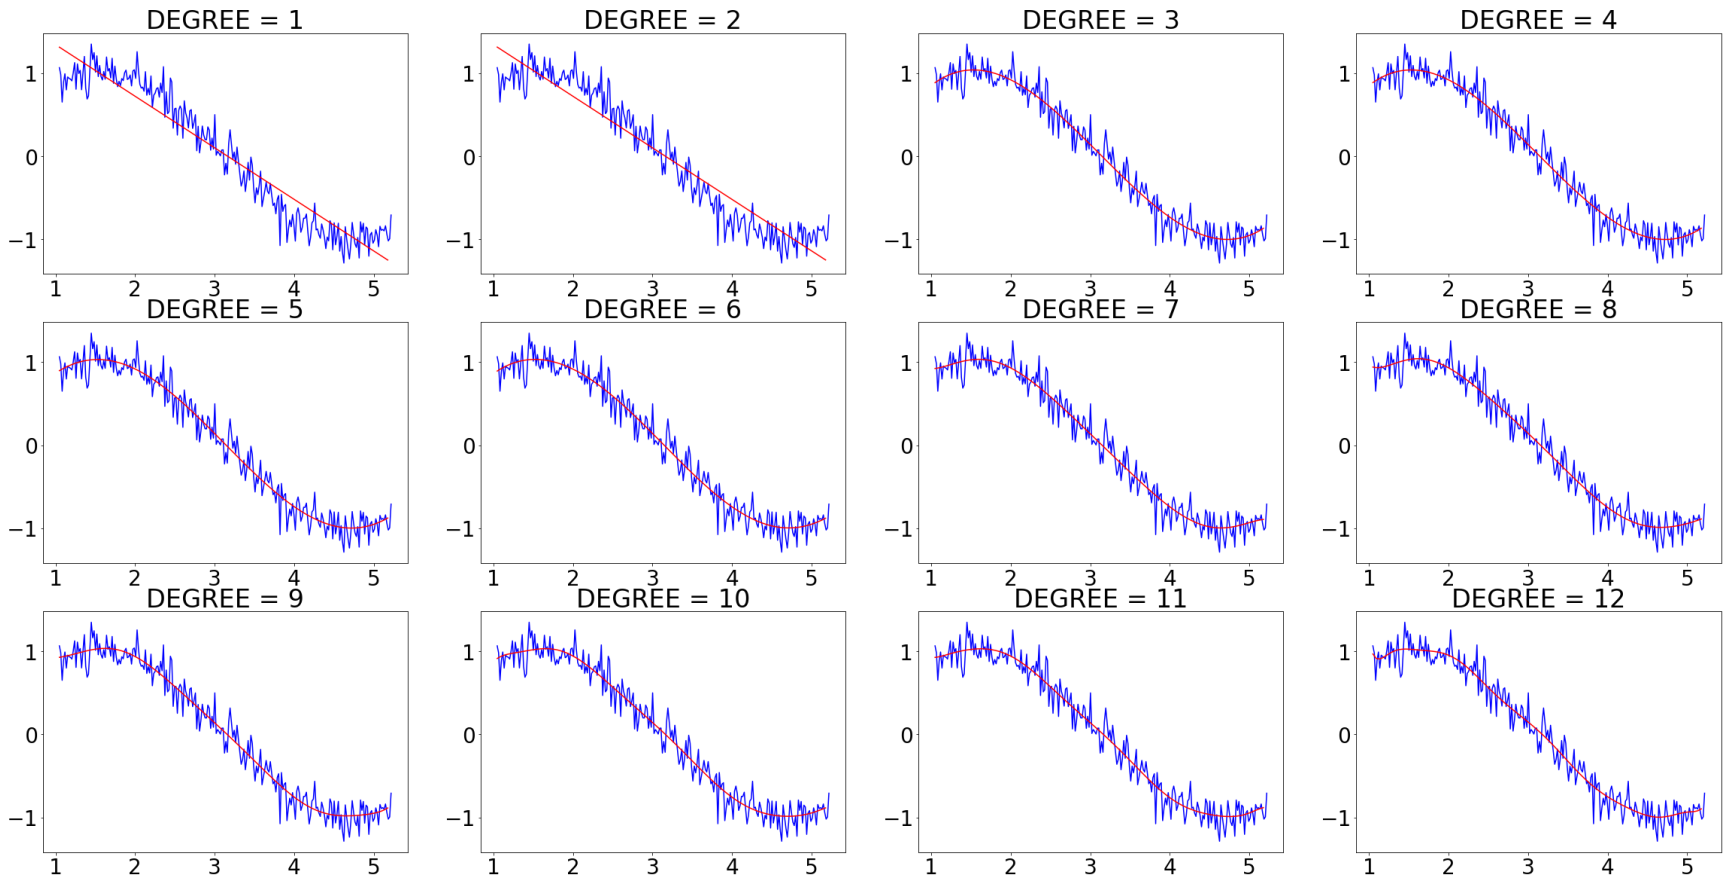 DEGREE = 1 DEGREE = 2 DEGREE = 3 DEGREE = 4
1 1 1 1
0 0 0 0
−1 −1 −1 −1
1 2 3 4 5 1 2 3 4 5 1 2 3 4 5 1 2 3 4 5
DEGREE = 5 DEGREE = 6 DEGREE = 7 DEGREE = 8
1 1 1 1
0 0 0 0
−1 −1 −1 −1
1 2 3 4 5 1 2 3 4 5 1 2 3 4 5 1 2 3 4 5
DEGREE = 9 DEGREE = 10 DEGREE = 11 DEGREE = 12
1 1 1 1
0 0 0 0
−1 −1 −1 −1
1 2 3 4 5 1 2 3 4 5 1 2 3 4 5 1 2 3 4 5